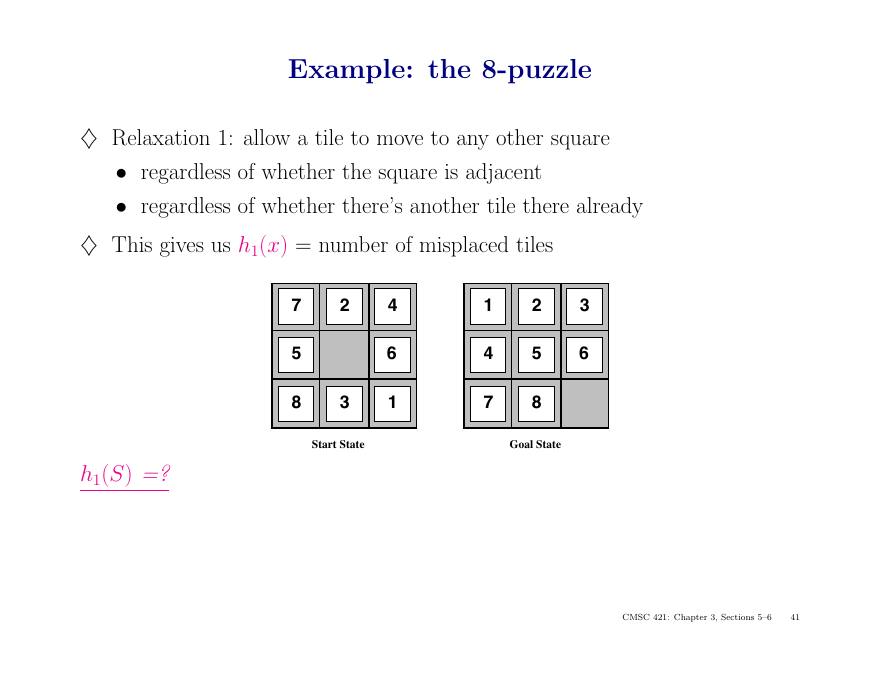 Example: the 8-puzzle
♢ Relaxation 1: allow a tile to move to any other square
• regardless of whether the square is adjacent
• regardless of whether there's another tile there already
♢ This gives us h₁(x) = number of misplaced tiles
7 2 4 1 2 3
5 6 4 5 6
8 3 1 7 8
Start State Goal State
h₁(S) =?
CMSC 421: Chapter 3, Sections 5–6 41